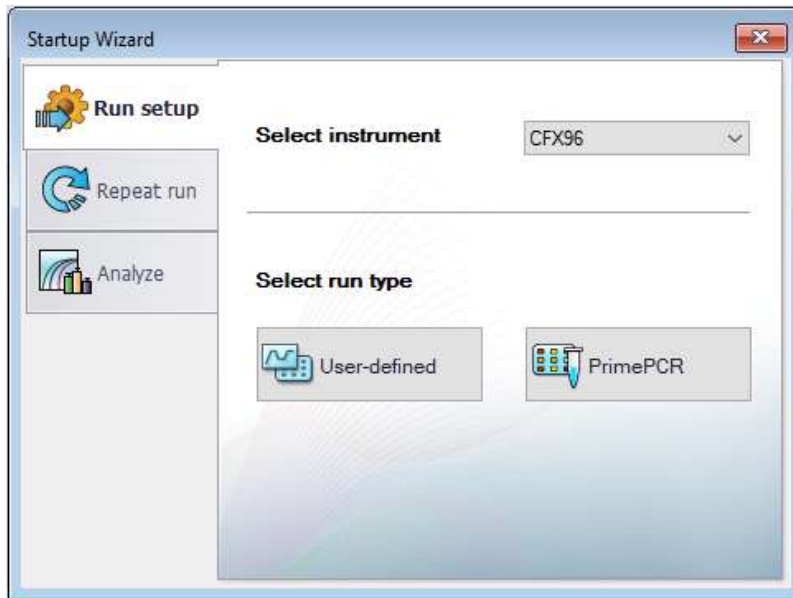 Startup Wizard
Run setup
Repeat run
Analyze
Select instrument
CFX96
Select run type
User-defined
PrimePCR